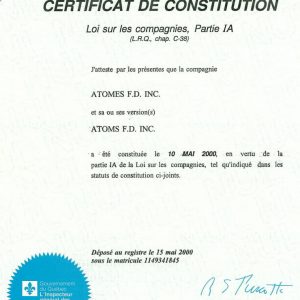 CERTIFICAT DE CONSTITUTION
Loi sur les compagnies, Partie IA
(L.R.Q., chap. C-38)
J'atteste par les présentes que la compagnie
ATOMES F.D. INC.
et sa ou ses version(s)
ATOMS F.D. INC.
a été constituée le 10 MAI 2000, en vertu de la
partie IA de la Loi sur les compagnies, tel qu'indiqué dans les
statuts de constitution ci-joints.
Déposé au registre le 15 mai 2000
sous le matricule 1149341845
Gouvernement
du Québec
L'Inspecteur
général des